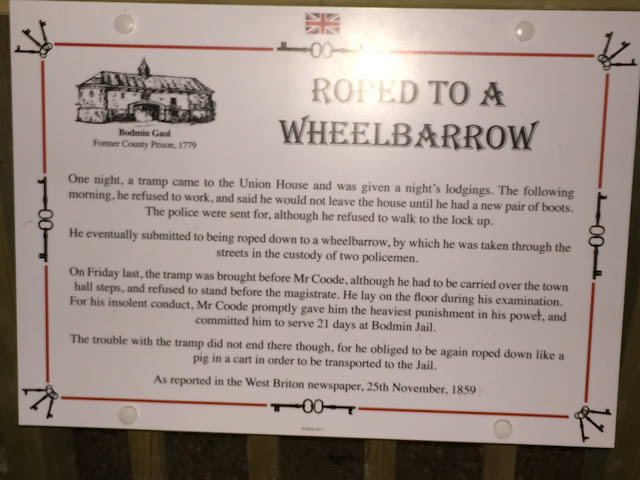 Bodmin Gaol
Former County Prison, 1779
ROPED TO A
WHEELBARROW
One night, a tramp came to the Union House and was given a night's lodgings. The following
morning, he refused to work, and said he would not leave the house until he had a new pair of boots.
The police were sent for, although he refused to walk to the lock up.
He eventually submitted to being roped down to a wheelbarrow, by which he was taken through the
streets in the custody of two policemen.
On Friday last, the tramp was brought before Mr Coode, although he had to be carried over the town
hall steps, and refused to stand before the magistrate. He lay on the floor during his examination.
For his insolent conduct, Mr Coode promptly gave him the heaviest punishment in his power, and
committed him to serve 21 days at Bodmin Jail.
The trouble with the tramp did not end there though, for he obliged to be again roped down like a
pig in a cart in order to be transported to the Jail.
As reported in the West Briton newspaper, 25th November, 1859